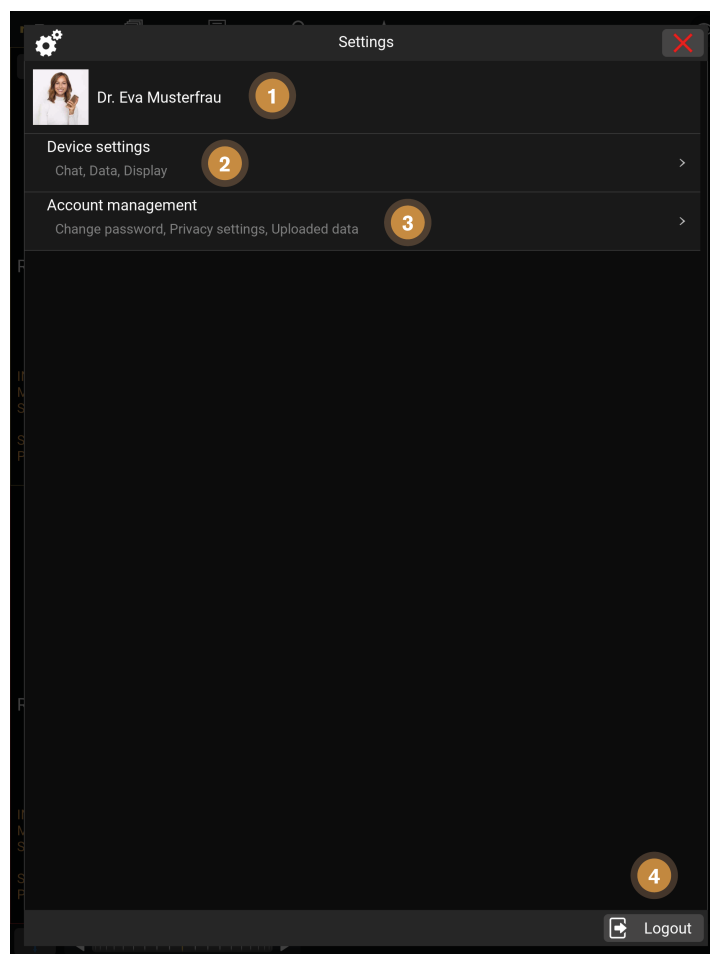 Settings
Dr. Eva Musterfrau
1
Device settings
Chat, Data, Display
2
Account management
Change password, Privacy settings, Uploaded data
3
4
Logout